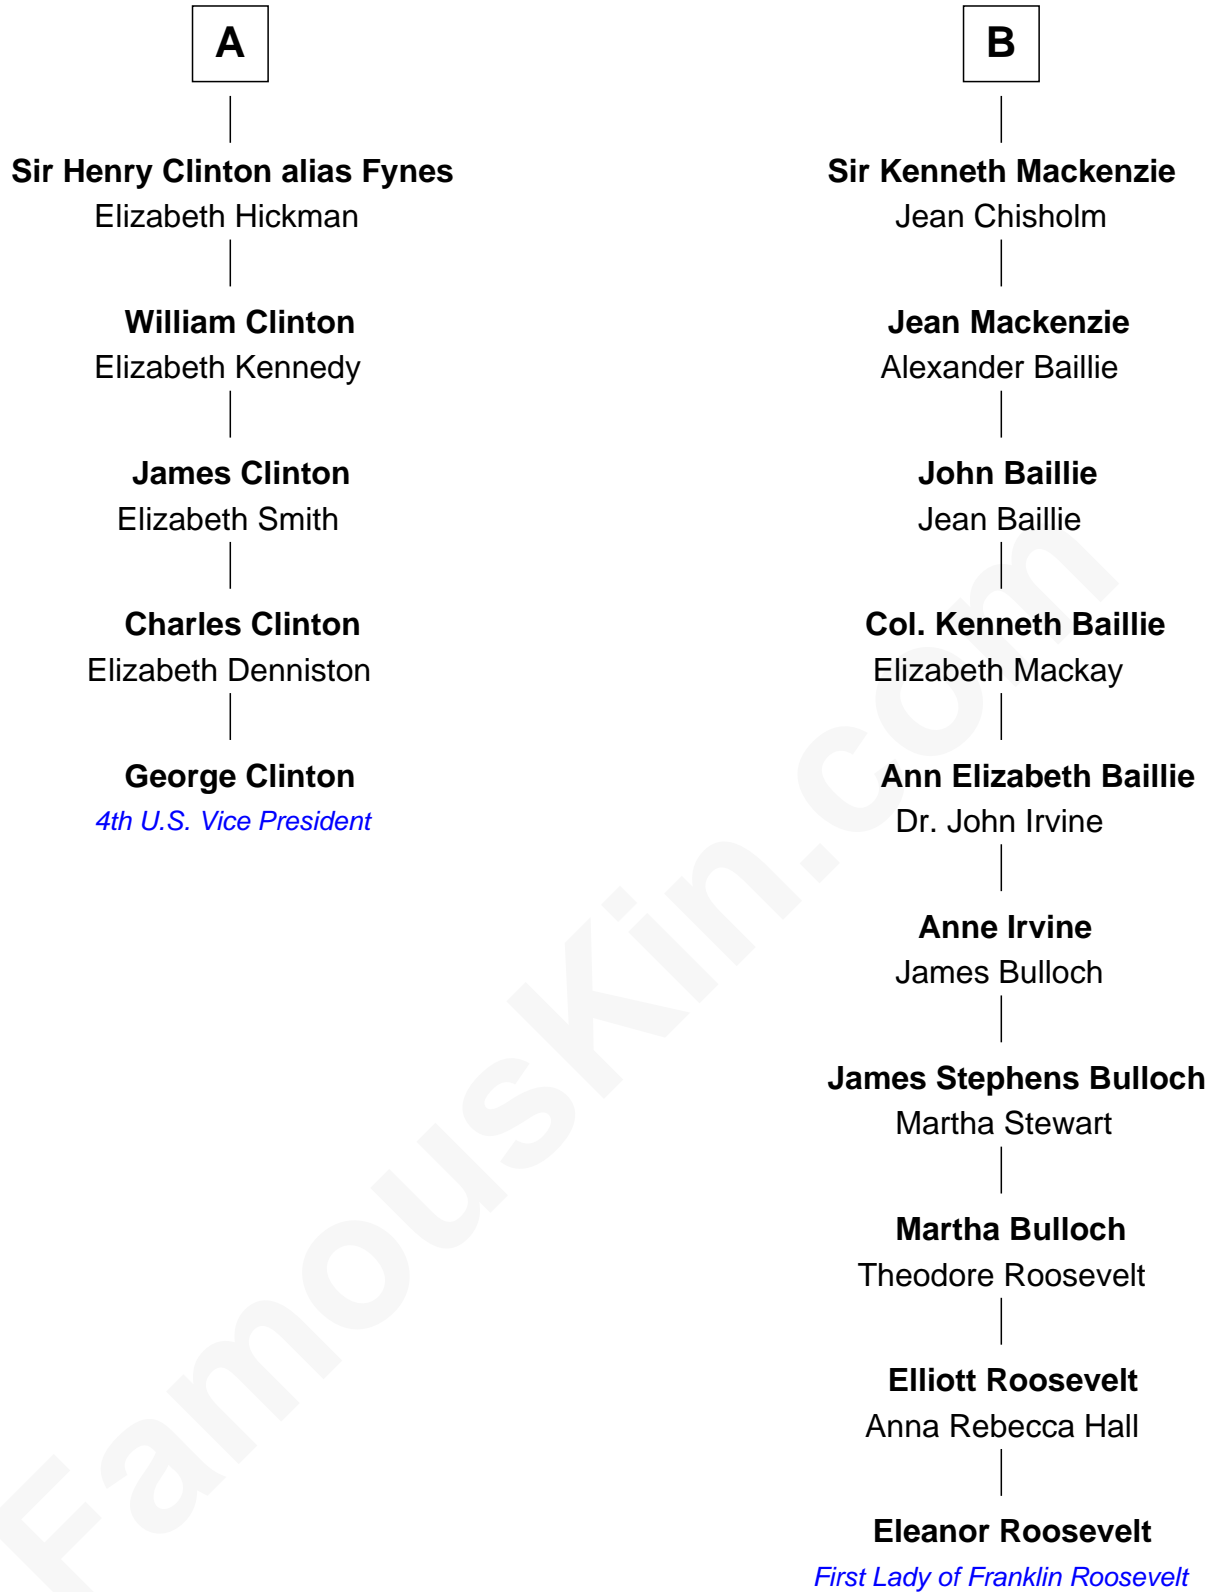 A
Sir Henry Clinton alias Fynes
Elizabeth Hickman
William Clinton
Elizabeth Kennedy
James Clinton
Elizabeth Smith
Charles Clinton
Elizabeth Denniston
George Clinton
4th U.S. Vice President
B
Sir Kenneth Mackenzie
Jean Chisholm
Jean Mackenzie
Alexander Baillie
John Baillie
Jean Baillie
Col. Kenneth Baillie
Elizabeth Mackay
Ann Elizabeth Baillie
Dr. John Irvine
Anne Irvine
James Bulloch
James Stephens Bulloch
Martha Stewart
Martha Bulloch
Theodore Roosevelt
Elliott Roosevelt
Anna Rebecca Hall
Eleanor Roosevelt
First Lady of Franklin Roosevelt
FamousKin.com